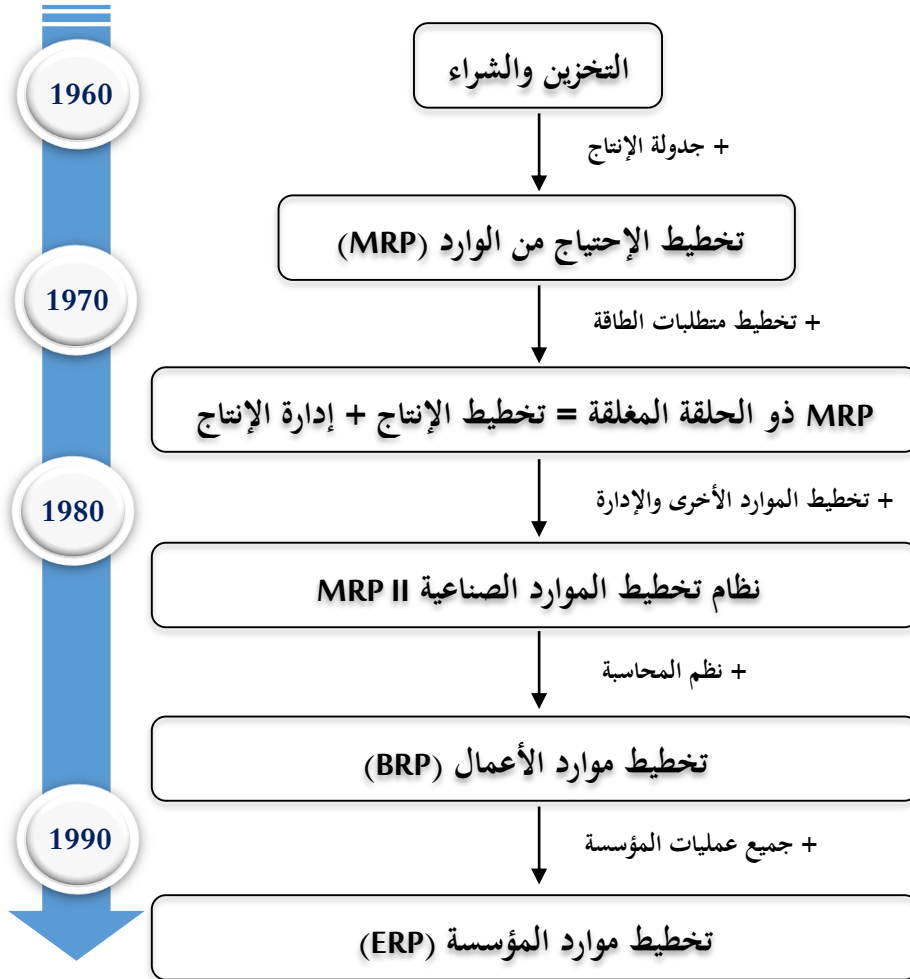 1960
التخزين والشراء
+ جدولة الإنتاج
تخطيط الإحتياج من الوارد (MRP)
1970
+ تخطيط متطلبات الطاقة
MRP ذو الحلقة المغلقة = تخطيط الإنتاج + إدارة الإنتاج
1980
+ تخطيط الموارد الأخرى والإدارة
نظام تخطيط الموارد الصناعية MRP II
+ نظم المحاسبة
تخطيط موارد الأعمال (BRP)
1990
+ جميع عمليات المؤسسة
تخطيط موارد المؤسسة (ERP)